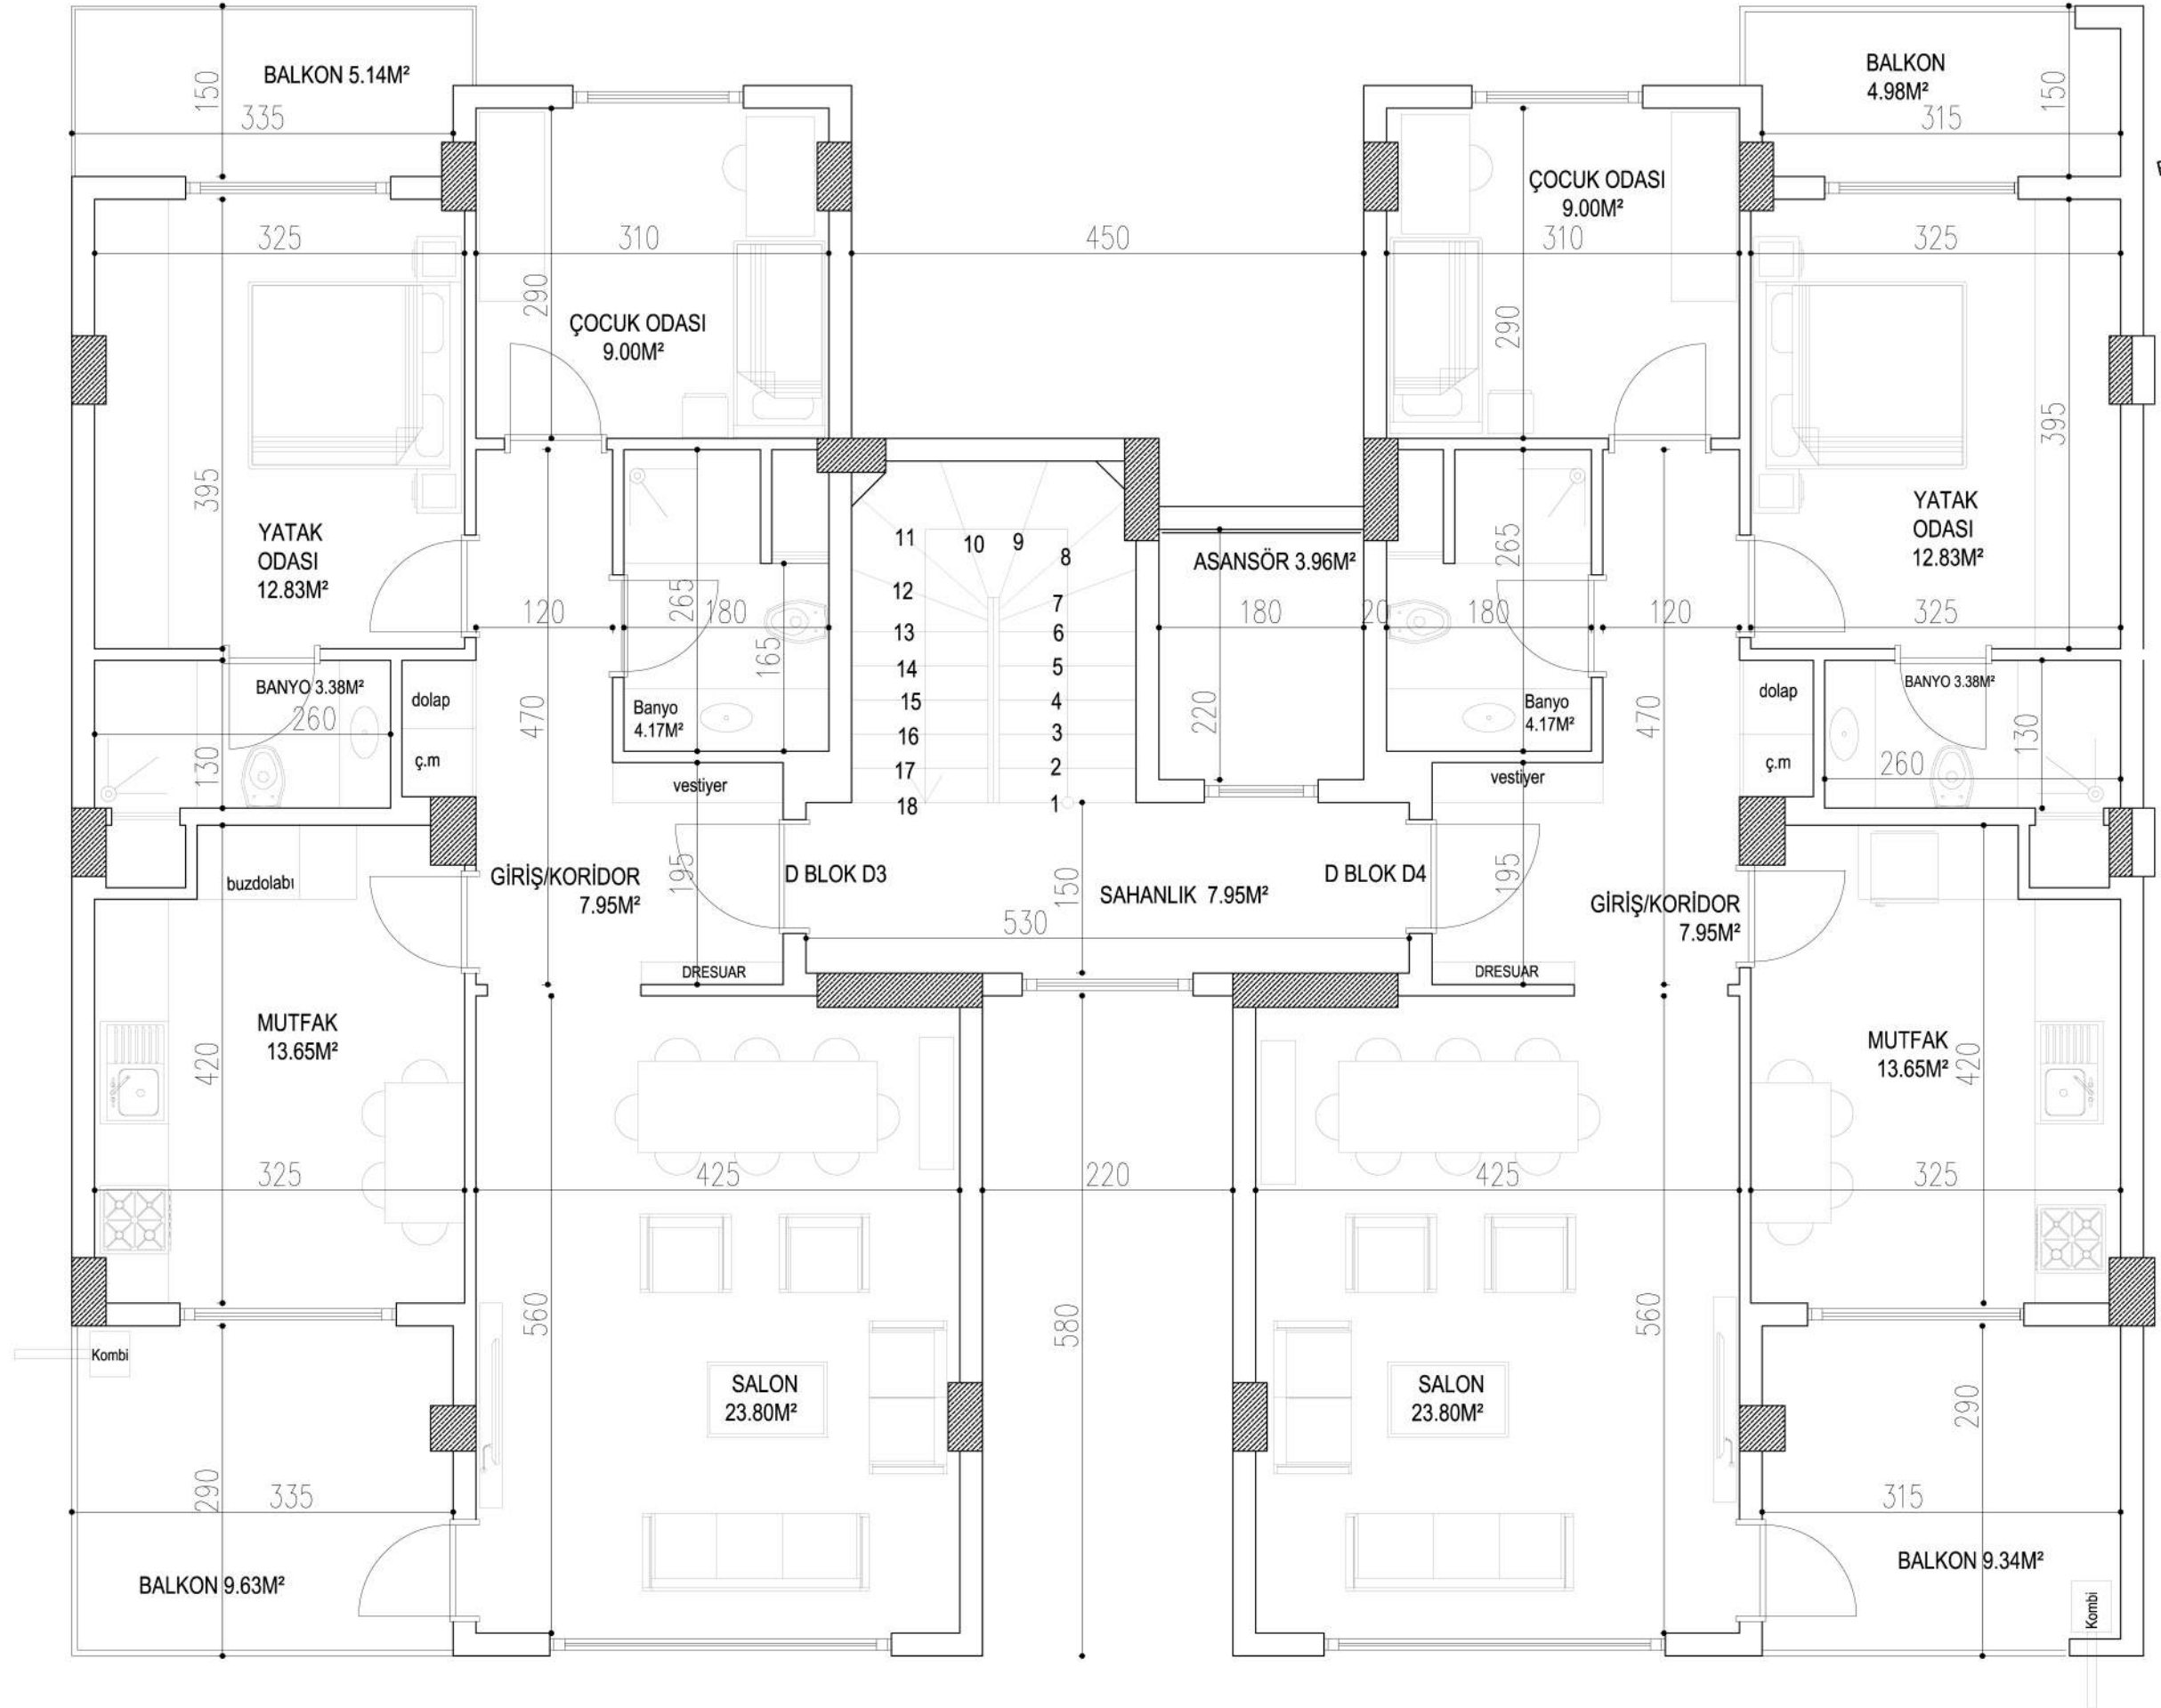 BALKON 5.14M²
150
335
BALKON
4.98M²
150
315
ÇOCUK ODASI
9.00M²
325
310
450
310
325
290
ÇOCUK ODASI
9.00M²
290
395
YATAK
ODASI
12.83M²
395
YATAK
ODASI
12.83M²
11
10
9
8
12
7
13
6
14
5
15
4
16
3
17
2
18
1
ASANSÖR 3.96M²
265
265
120
180
180
20
180
120
325
165
BANYO 3.38M²
260
130
dolap
ç.m
470
Banyo
4.17M²
vestiyer
220
Banyo
4.17M²
vestiyer
470
dolap
ç.m
BANYO 3.38M²
260
130
buzdolabı
GİRİŞ/KORİDOR
7.95M²
195
D BLOK D3
150
SAHANLIK 7.95M²
530
D BLOK D4
195
GİRİŞ/KORİDOR
7.95M²
DRESUAR
DRESUAR
MUTFAK
13.65M²
420
MUTFAK
13.65M²
420
325
425
220
425
325
560
580
560
Kombi
SALON
23.80M²
SALON
23.80M²
290
335
290
315
BALKON 9.63M²
BALKON 9.34M²
Kombi